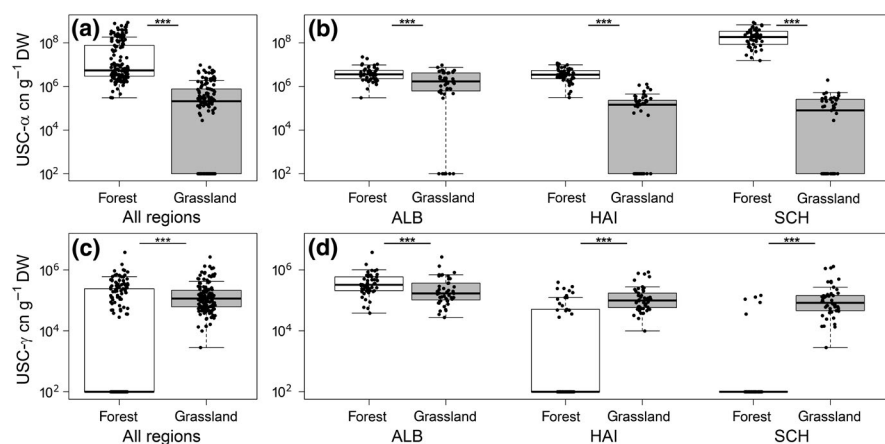 (a)
***
(b)
***
***
***
USC-α cn g⁻¹ DW
10⁸
10⁶
10⁴
10²
Forest Grassland Forest Grassland Forest Grassland Forest Grassland
All regions ALB HAI SCH
(c)
***
(d)
***
***
***
USC-γ cn g⁻¹ DW
10⁶
10⁴
10²
Forest Grassland Forest Grassland Forest Grassland Forest Grassland
All regions ALB HAI SCH